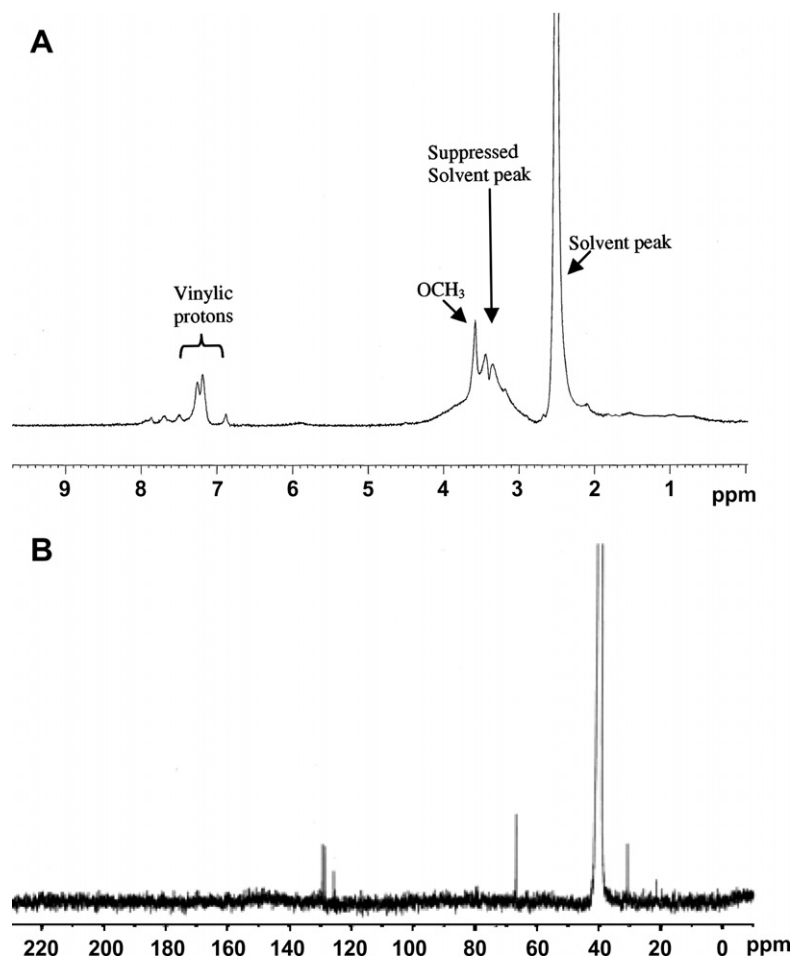 A
Suppressed
Solvent peak
Solvent peak
OCH₃
Vinylic
protons
9 8 7 6 5 4 3 2 1 ppm
B
220 200 180 160 140 120 100 80 60 40 20 0 ppm